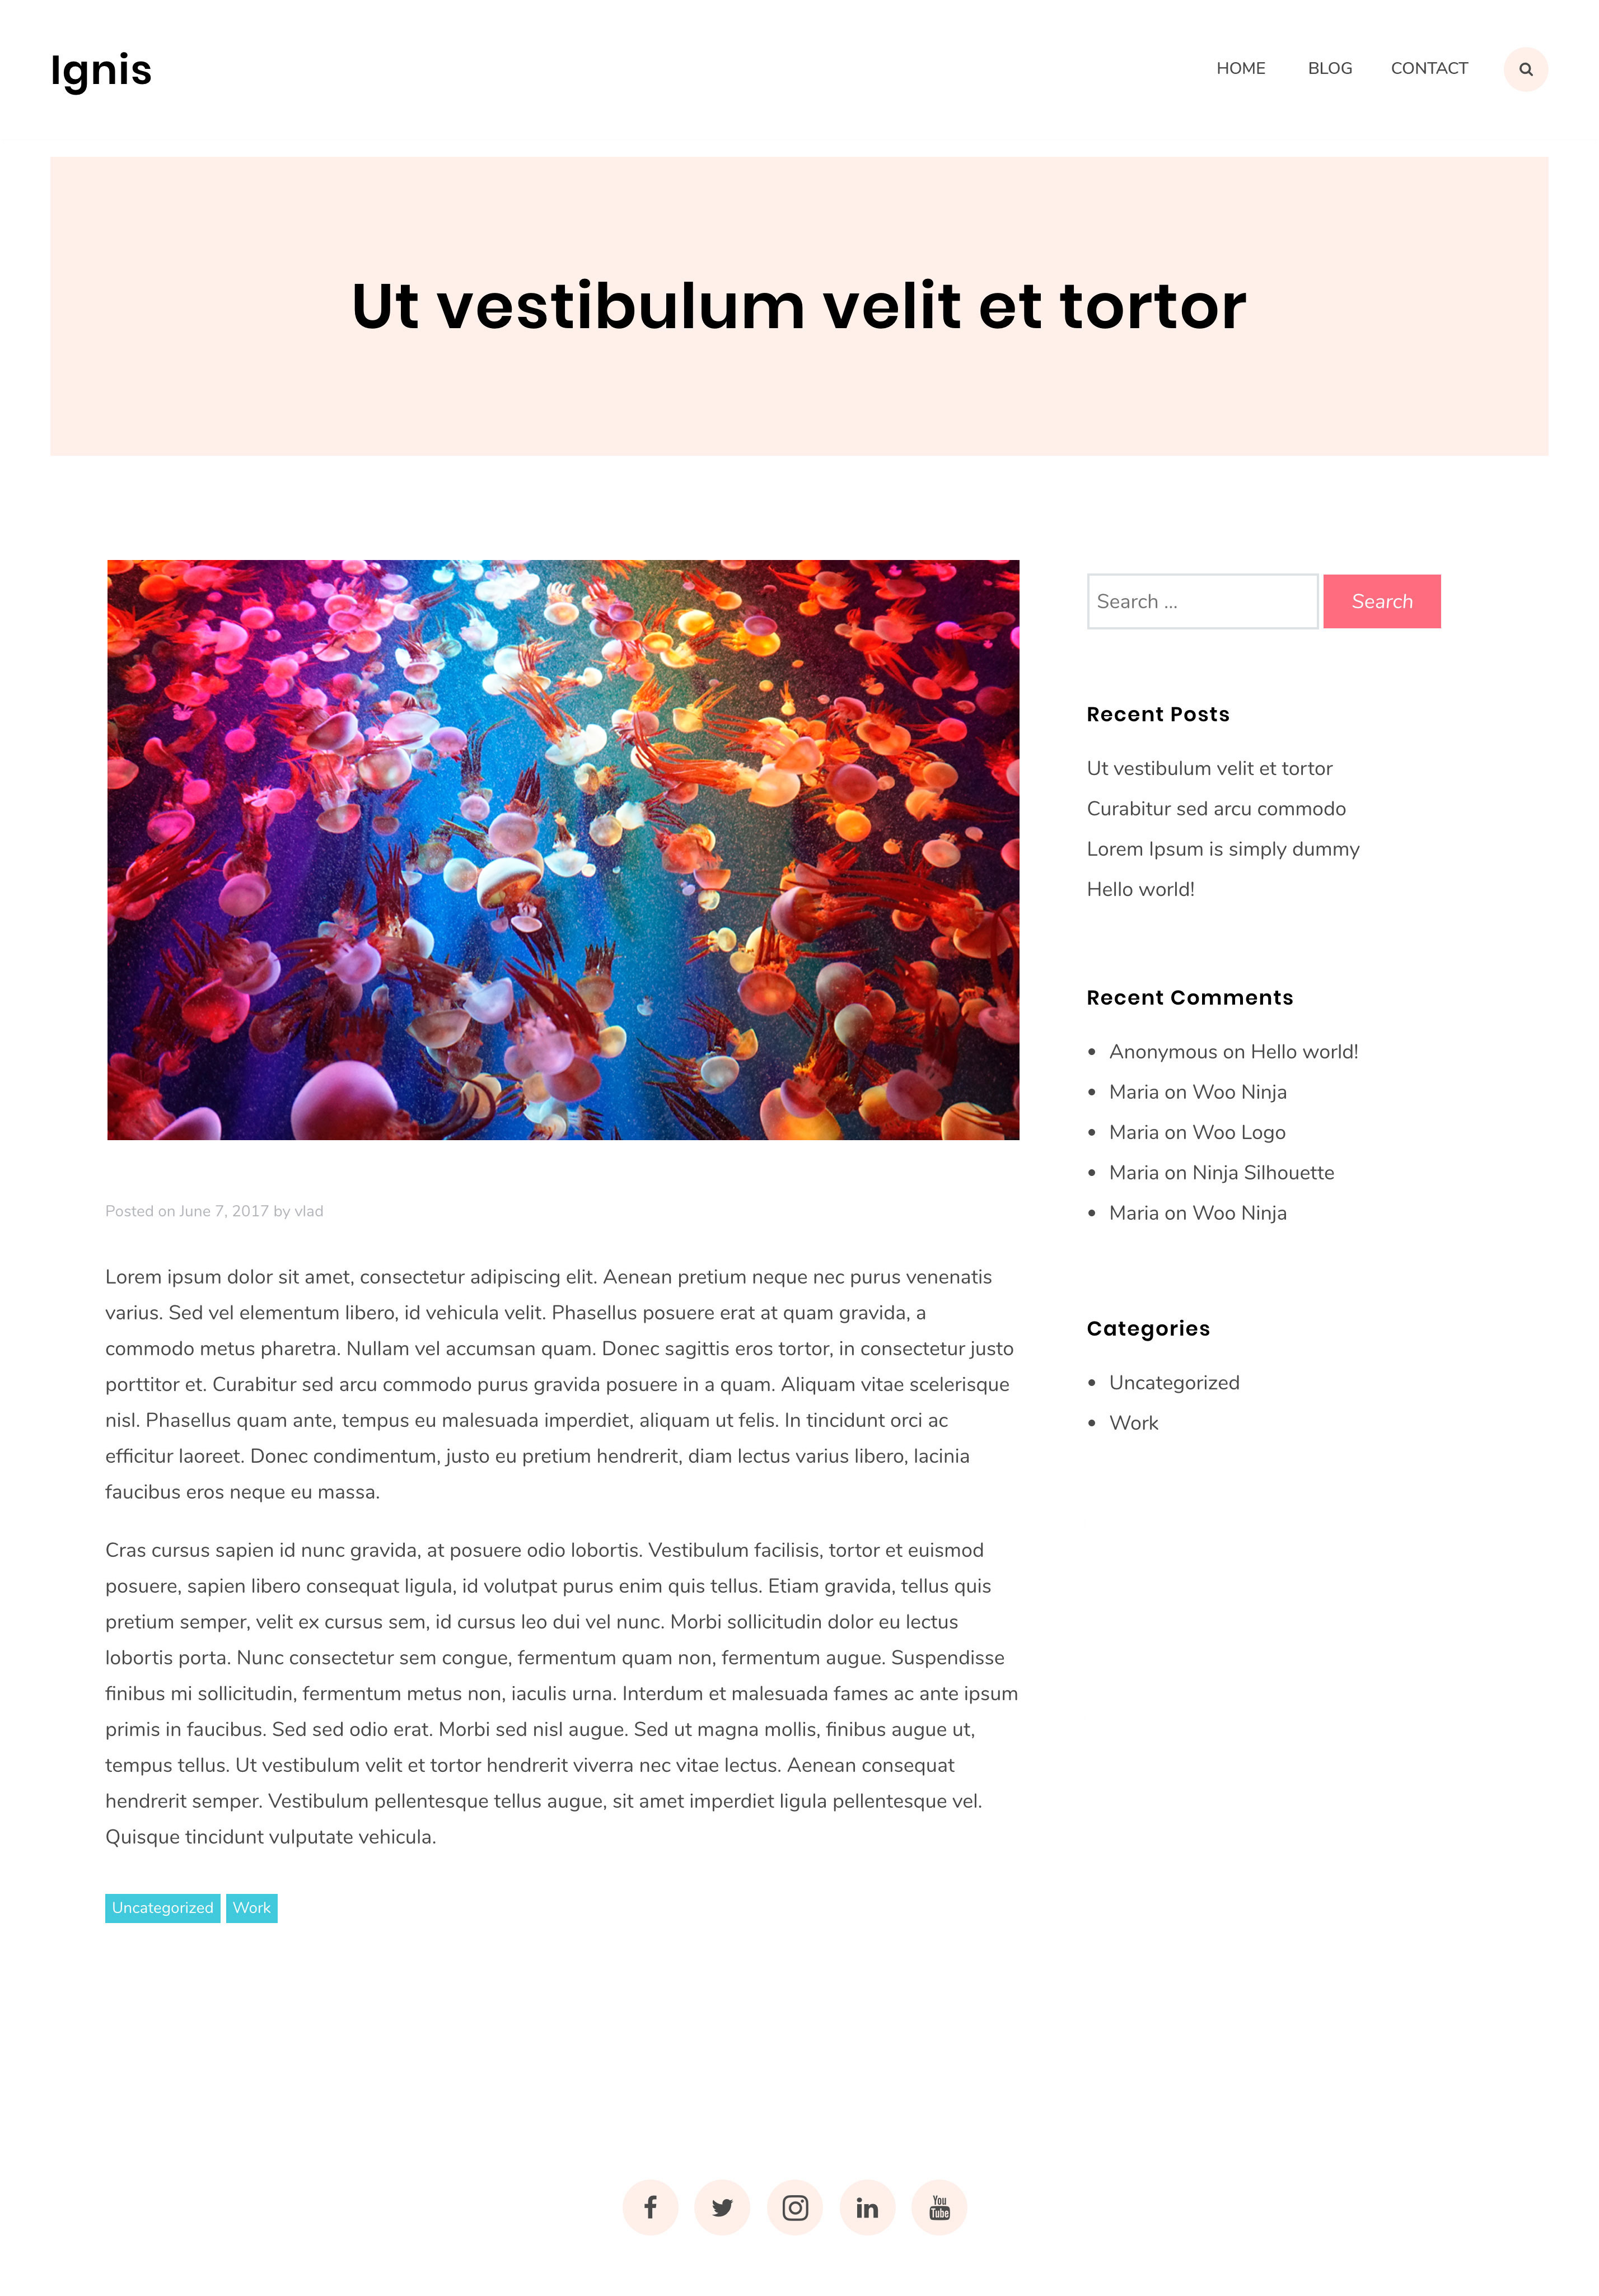 Ignis
HOME BLOG CONTACT
Ut vestibulum velit et tortor
Search ... Search
Recent Posts
Ut vestibulum velit et tortor
Curabitur sed arcu commodo
Lorem Ipsum is simply dummy
Hello world!
Recent Comments
• Anonymous on Hello world!
• Maria on Woo Ninja
• Maria on Woo Logo
• Maria on Ninja Silhouette
• Maria on Woo Ninja
Categories
• Uncategorized
• Work
Posted on June 7, 2017 by vlad
Lorem ipsum dolor sit amet, consectetur adipiscing elit. Aenean pretium neque nec purus venenatis
varius. Sed vel elementum libero, id vehicula velit. Phasellus posuere erat at quam gravida, a
commodo metus pharetra. Nullam vel accumsan quam. Donec sagittis eros tortor, in consectetur justo
porttitor et. Curabitur sed arcu commodo purus gravida posuere in a quam. Aliquam vitae scelerisque
nisl. Phasellus quam ante, tempus eu malesuada imperdiet, aliquam ut felis. In tincidunt orci ac
efficitur laoreet. Donec condimentum, justo eu pretium hendrerit, diam lectus varius libero, lacinia
faucibus eros neque eu massa.
Cras cursus sapien id nunc gravida, at posuere odio lobortis. Vestibulum facilisis, tortor et euismod
posuere, sapien libero consequat ligula, id volutpat purus enim quis tellus. Etiam gravida, tellus quis
pretium semper, velit ex cursus sem, id cursus leo dui vel nunc. Morbi sollicitudin dolor eu lectus
lobortis porta. Nunc consectetur sem congue, fermentum quam non, fermentum augue. Suspendisse
finibus mi sollicitudin, fermentum metus non, iaculis urna. Interdum et malesuada fames ac ante ipsum
primis in faucibus. Sed sed odio erat. Morbi sed nisl augue. Sed ut magna mollis, finibus augue ut,
tempus tellus. Ut vestibulum velit et tortor hendrerit viverra nec vitae lectus. Aenean consequat
hendrerit semper. Vestibulum pellentesque tellus augue, sit amet imperdiet ligula pellentesque vel.
Quisque tincidunt vulputate vehicula.
Uncategorized Work
You
Tube